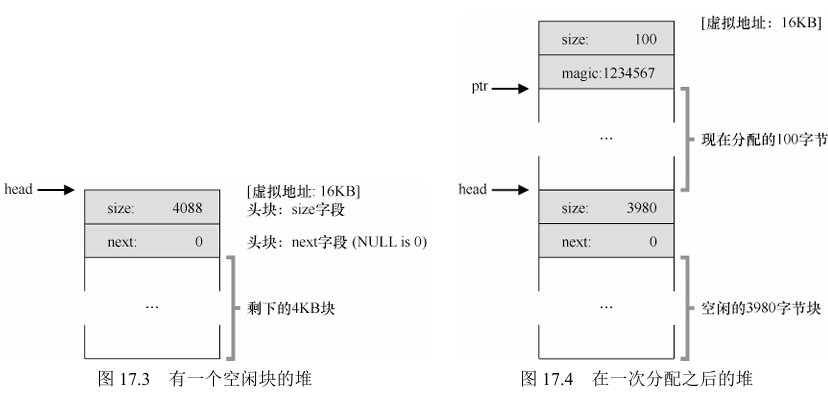 head
[虚拟地址: 16KB]
size: 4088
头块：size字段
next: 0
头块：next字段 (NULL is 0)
...
剩下的4KB块
图 17.3 有一个空闲块的堆
[虚拟地址：16KB]
size: 100
magic:1234567
ptr
...
现在分配的100字节
head
size: 3980
next: 0
...
空闲的3980字节块
图 17.4 在一次分配之后的堆